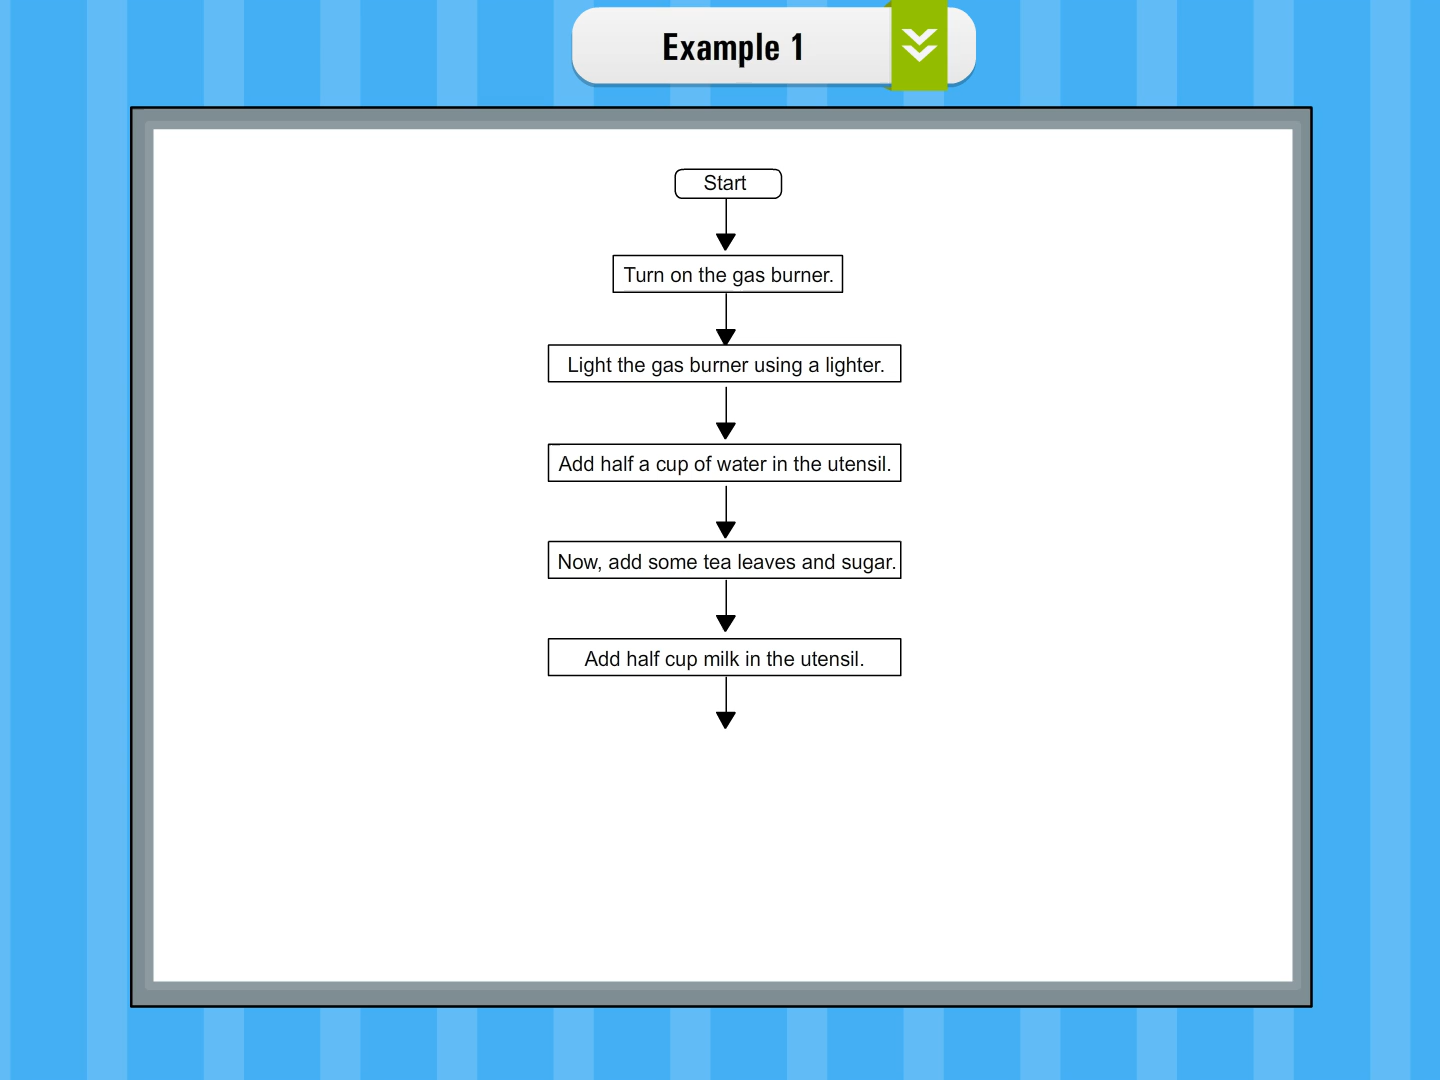 Example 1
Start
Turn on the gas burner.
Light the gas burner using a lighter.
Add half a cup of water in the utensil.
Now, add some tea leaves and sugar.
Add half cup milk in the utensil.